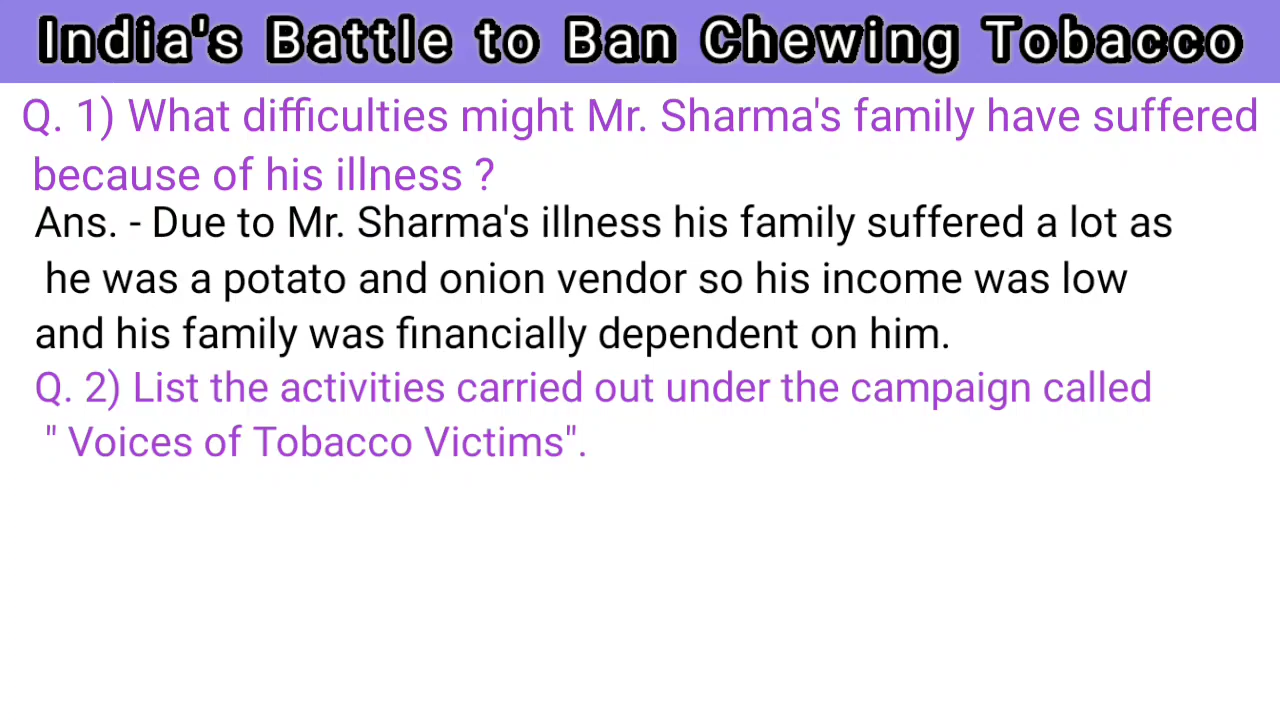 India's Battle to Ban Chewing Tobacco
Q. 1) What difficulties might Mr. Sharma's family have suffered
because of his illness ?
Ans. - Due to Mr. Sharma's illness his family suffered a lot as
he was a potato and onion vendor so his income was low
and his family was financially dependent on him.
Q. 2) List the activities carried out under the campaign called
" Voices of Tobacco Victims".